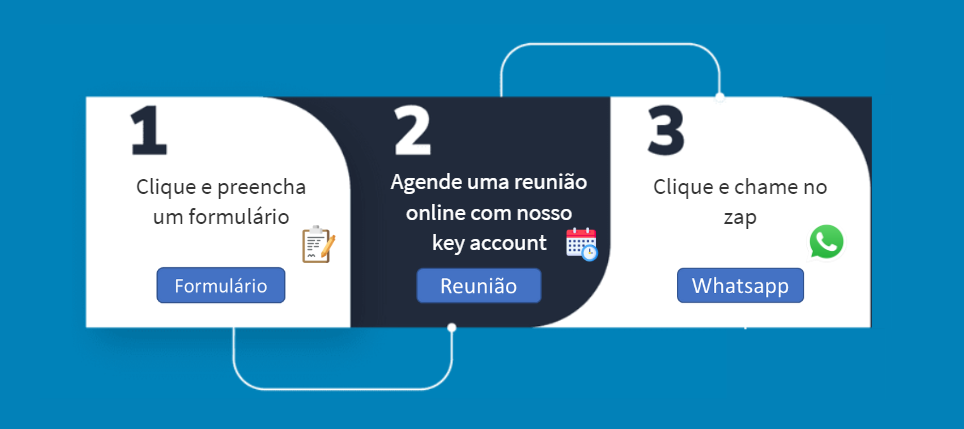 1
Clique e preencha
um formulário
Formulário
2
Agende uma reunião
online com nosso
key account
Reunião
3
Clique e chame no
zap
Whatsapp